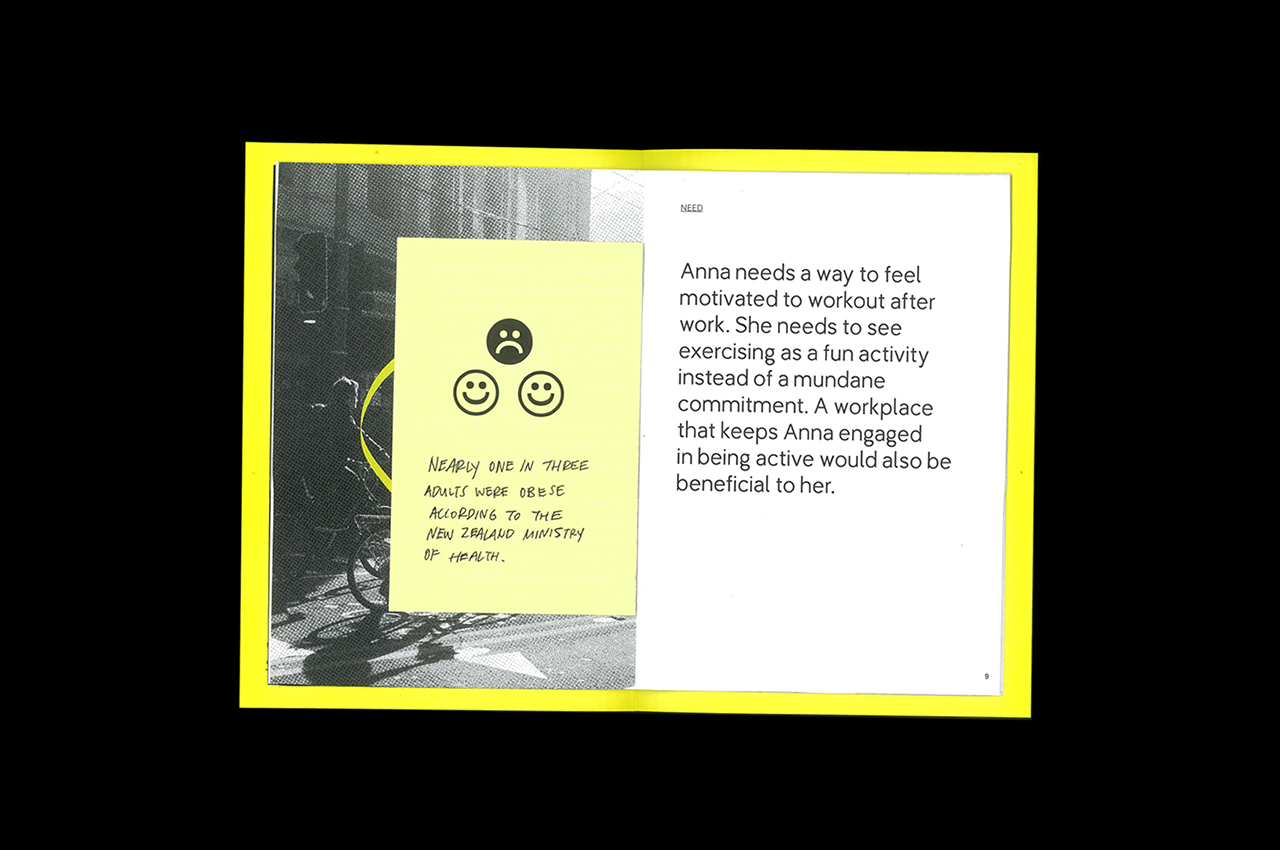 NEARLY ONE IN THREE
ADULTS WERE OBESE
ACCORDING TO THE
NEW ZEALAND MINISTRY
OF HEALTH.
NEED
Anna needs a way to feel
motivated to workout after
work. She needs to see
exercising as a fun activity
instead of a mundane
commitment. A workplace
that keeps Anna engaged
in being active would also be
beneficial to her.
9